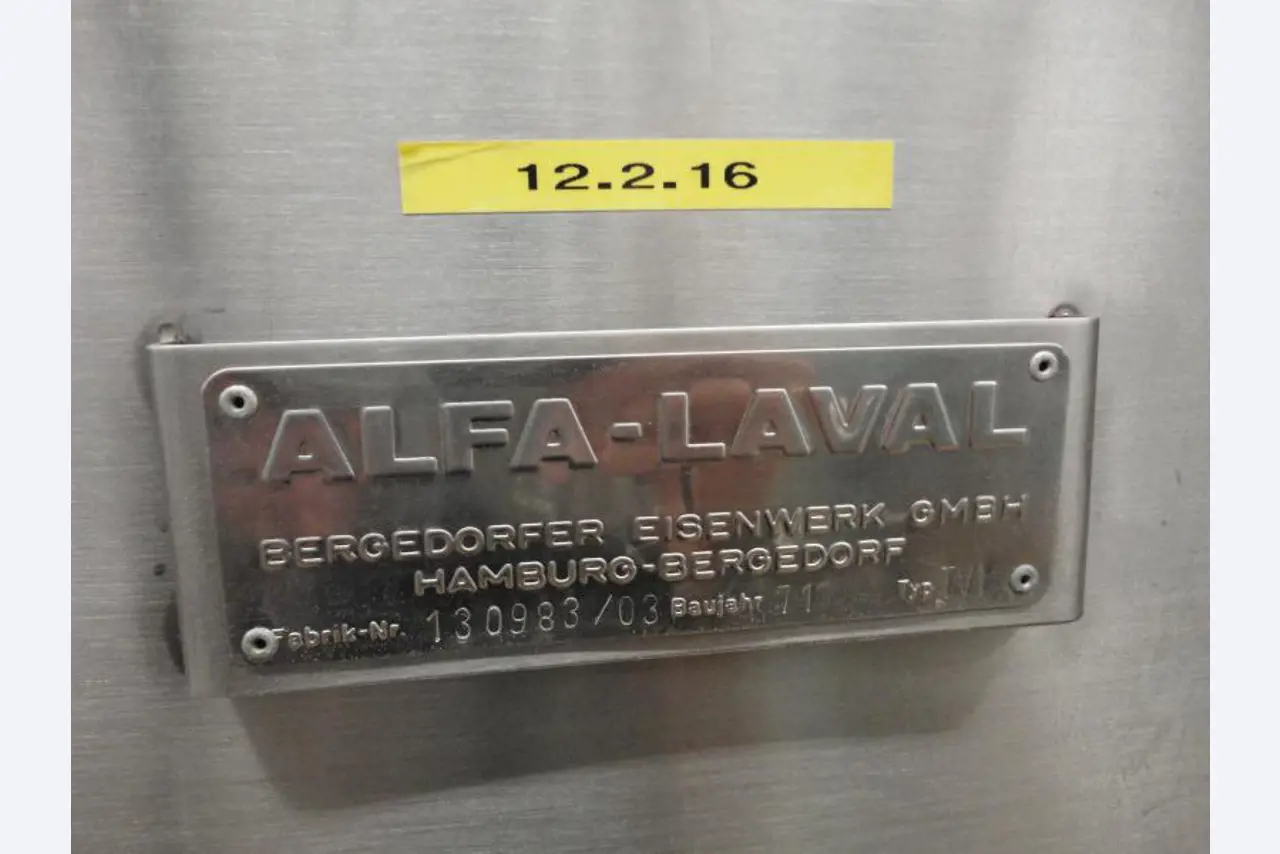 12.2.16
ALFA-LAVAL
BERGEDORFER EISENWERK GMBH
HAMBURG-BERGEDORF
Fabrik-Nr. 130983/03 Baujahr 71 Typ